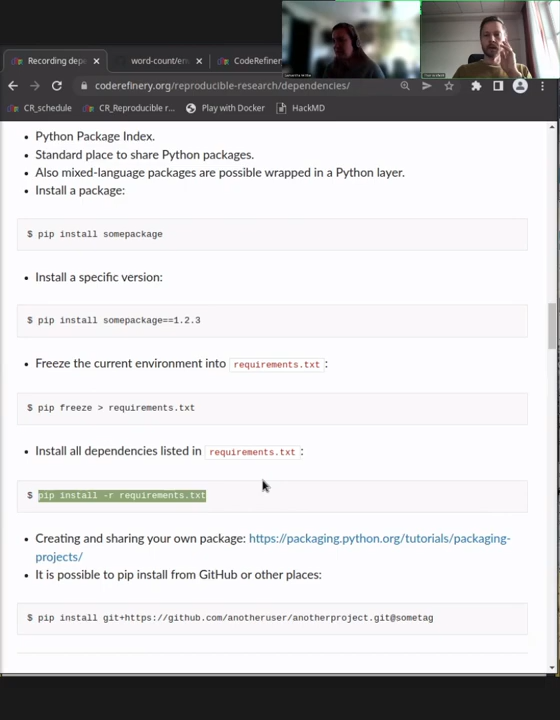 Recording depe
word-count/en
CodeRefiner
coderefinery.org/reproducible-research/dependencies/
CR_schedule
CR_Reproducible r...
Play with Docker
HackMD
• Python Package Index.
• Standard place to share Python packages.
• Also mixed-language packages are possible wrapped in a Python layer.
• Install a package:
$ pip install somepackage
• Install a specific version:
$ pip install somepackage==1.2.3
• Freeze the current environment into requirements.txt:
$ pip freeze > requirements.txt
• Install all dependencies listed in requirements.txt:
$ pip install -r requirements.txt
• Creating and sharing your own package: https://packaging.python.org/tutorials/packaging-
projects/
• It is possible to pip install from GitHub or other places:
$ pip install git+https://github.com/anotheruser/anotherproject.git@sometag